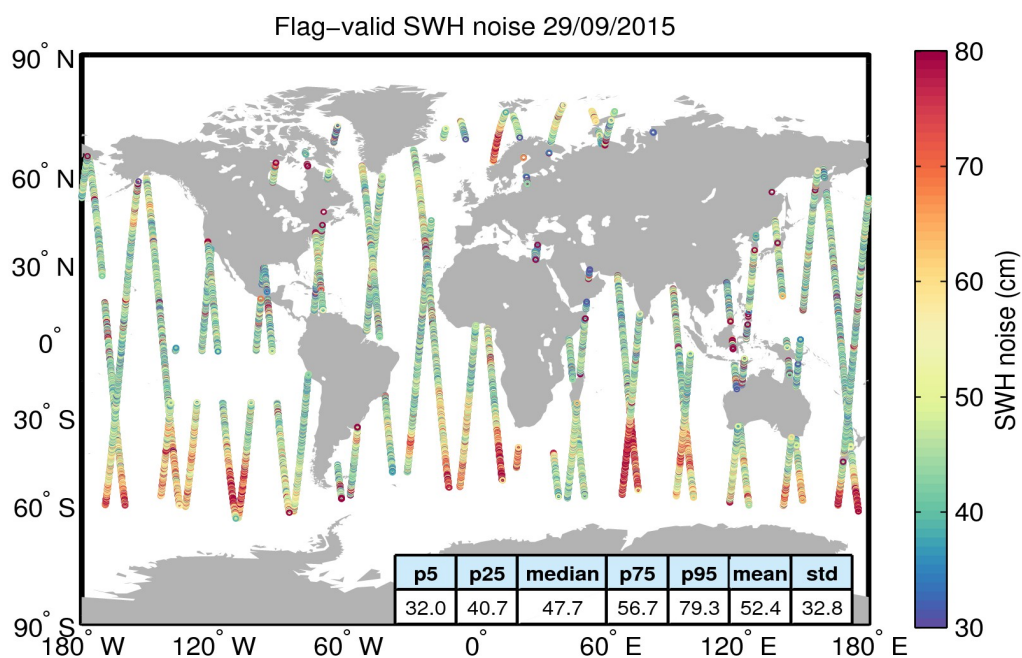 Flag−valid SWH noise 29/09/2015
90° N
60° N
30° N
0°
30° S
60° S
90° S
180° W
120° W
60° W
0°
60° E
120° E
180° E
p5 p25 median p75 p95 mean std
32.0 40.7 47.7 56.7 79.3 52.4 32.8
80
70
60
50
40
30
SWH noise (cm)